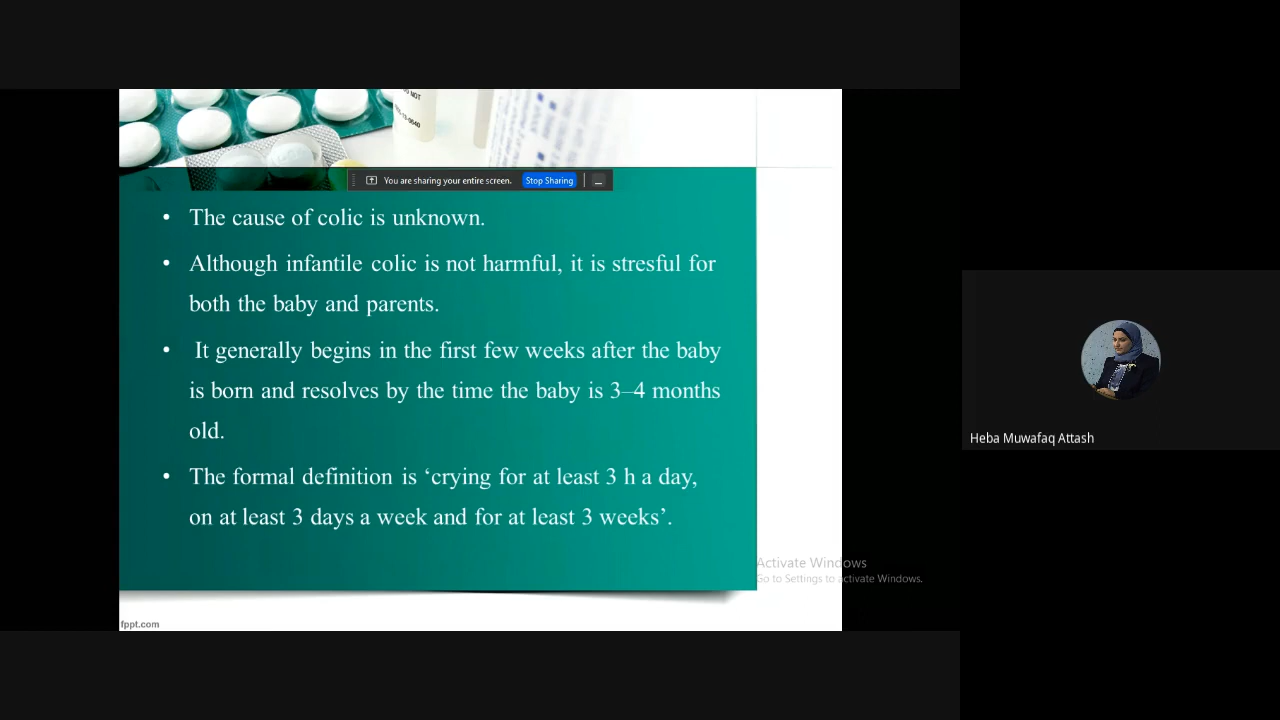 NOT
You are sharing your entire screen.
Stop Sharing
• The cause of colic is unknown.
• Although infantile colic is not harmful, it is stresful for
both the baby and parents.
• It generally begins in the first few weeks after the baby
is born and resolves by the time the baby is 3–4 months
old.
• The formal definition is ‘crying for at least 3 h a day,
on at least 3 days a week and for at least 3 weeks’.
Heba Muwafaq Attash
Activate Windows
Go to Settings to activate Windows.
fppt.com